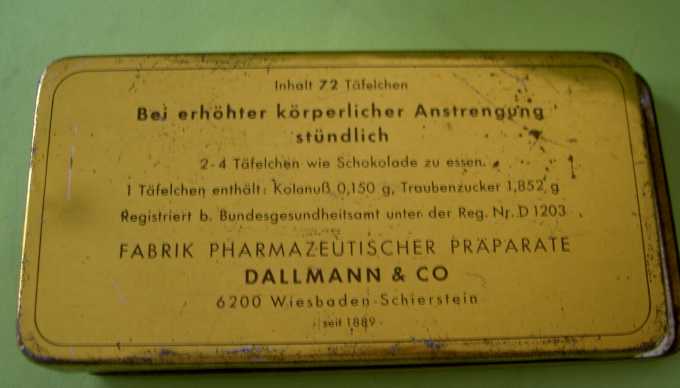 Inhalt 72 Täfelchen
Bei erhöhter körperlicher Anstrengung
stündlich
2-4 Täfelchen wie Schokolade zu essen.
1 Täfelchen enthält: Kolanuß 0,150 g, Traubenzucker 1,852 g
Registriert b. Bundesgesundheitsamt unter der Reg. Nr. D 1203
FABRIK PHARMAZEUTISCHER PRÄPARATE
DALLMANN & CO
6200 Wiesbaden-Schierstein
seit 1889